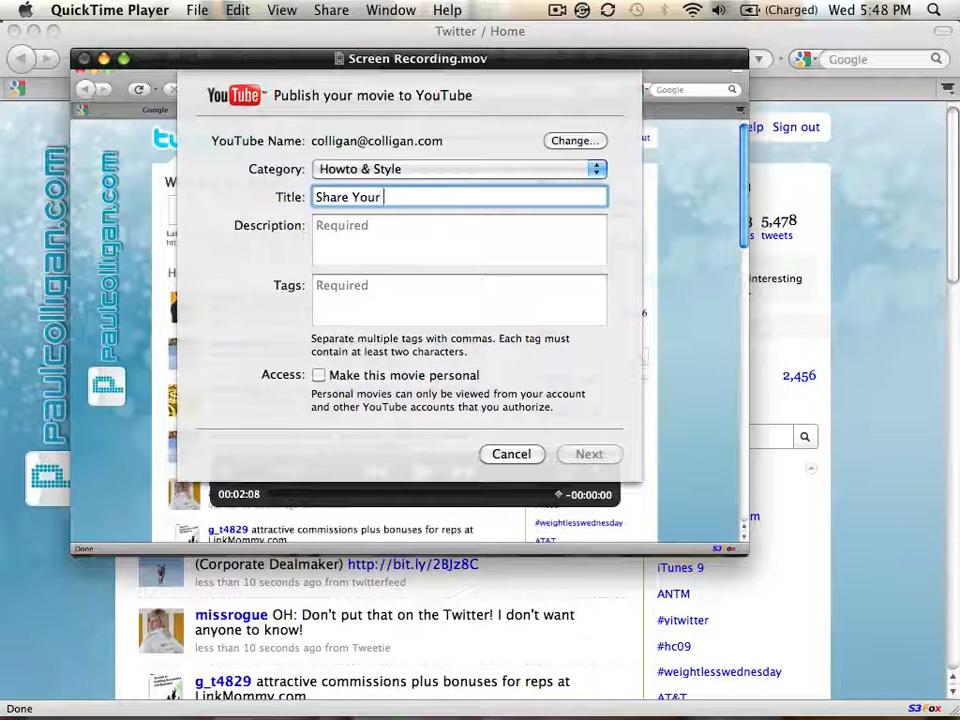 QuickTime Player File Edit View Share Window Help (Charged) Wed 5:48 PM
Twitter / Home
Google
Screen Recording.mov
Google
Google
YouTube Publish your movie to YouTube
YouTube Name: colligan@colligan.com Change...
Category: Howto & Style
Title: Share Your
Description: Required
Tags: Required
Separate multiple tags with commas. Each tag must
contain at least two characters.
Access: Make this movie personal
Personal movies can only be viewed from your account
and other YouTube accounts that you authorize.
Cancel Next
00:02:08 -00:00:00
g_t4829 attractive commissions plus bonuses for reps at
LinkMommy.com
#weightlesswednesday
AT&T
Done S3Fox
paulcolligan.com
paulcolligan.com
elp Sign out
5,478
tweets
interesting
2,456
(Corporate Dealmaker) http://bit.ly/2BJz8C
less than 10 seconds ago from twitterfeed
missrogue OH: Don't put that on the Twitter! I don't want
anyone to know!
less than 10 seconds ago from Tweetie
g_t4829 attractive commissions plus bonuses for reps at
LinkMommy.com
iTunes 9
ANTM
#yitwitter
#hc09
#weightlesswednesday
AT&T
Done S3Fox